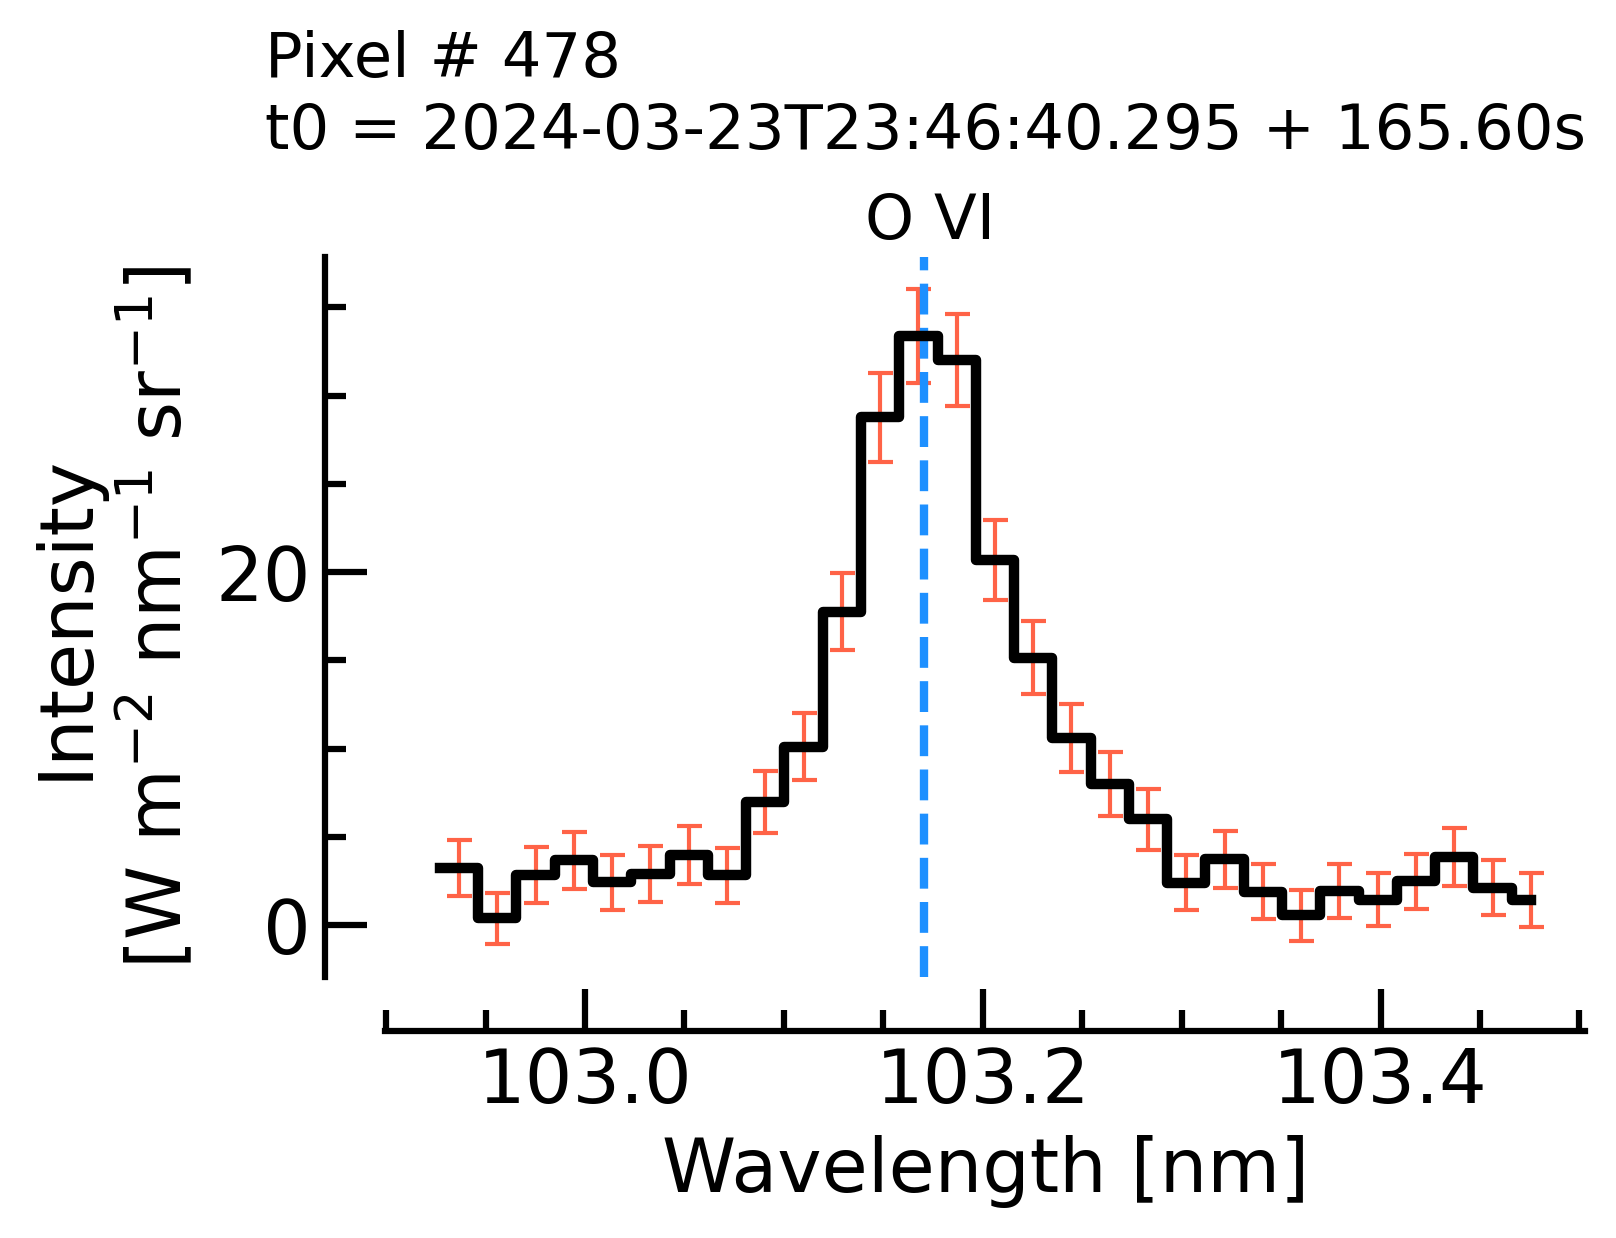 Pixel # 478
t0 = 2024-03-23T23:46:40.295 + 165.60s
O VI
Intensity
[W m⁻² nm⁻¹ sr⁻¹]
20
0
103.0 103.2 103.4
Wavelength [nm]